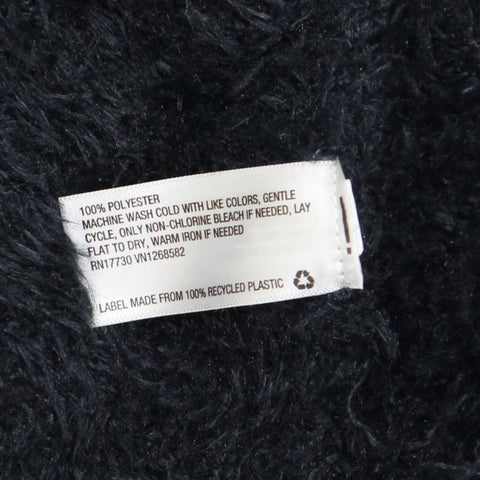 100% POLYESTER
MACHINE WASH COLD WITH LIKE COLORS, GENTLE
CYCLE, ONLY NON-CHLORINE BLEACH IF NEEDED, LAY
FLAT TO DRY, WARM IRON IF NEEDED
RN17730 VN1268582
LABEL MADE FROM 100% RECYCLED PLASTIC